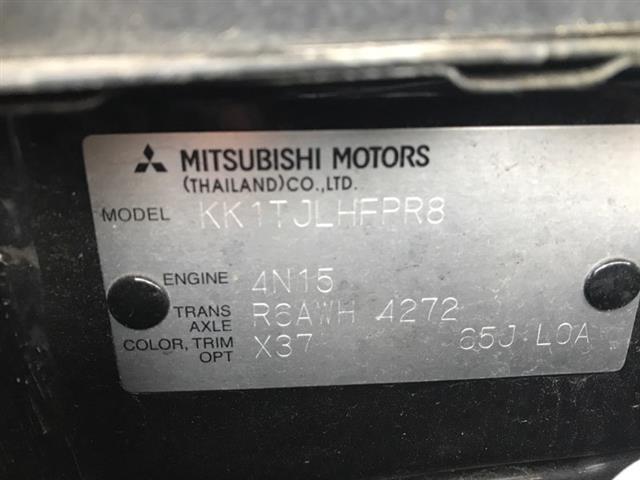 MITSUBISHI MOTORS
(THAILAND)CO.,LTD.
MODEL KK1TJLHFPR8
ENGINE 4N15
TRANS AXLE R6AWH 4272
COLOR, TRIM OPT X37 65J L0A